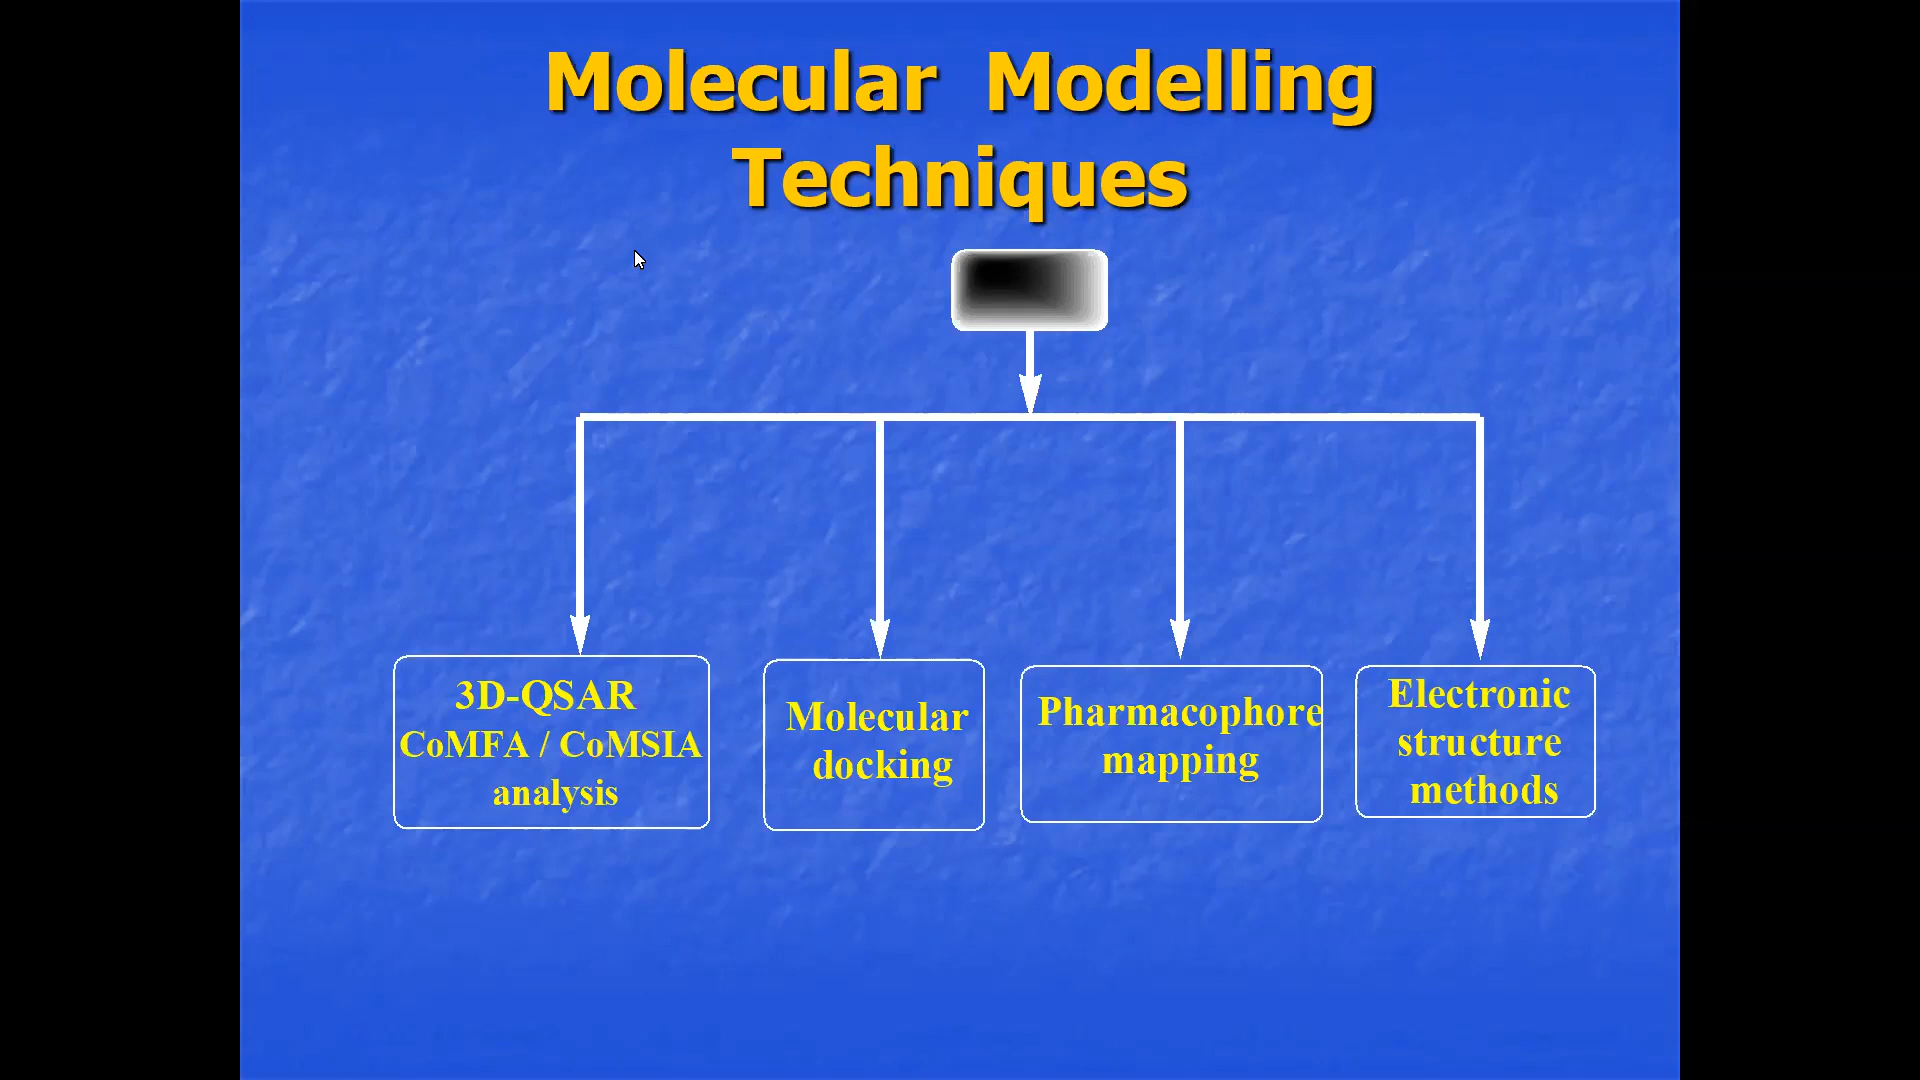 Molecular Modelling
Techniques
3D-QSAR
CoMFA / CoMSIA
analysis
Molecular
docking
Pharmacophore
mapping
Electronic
structure
methods